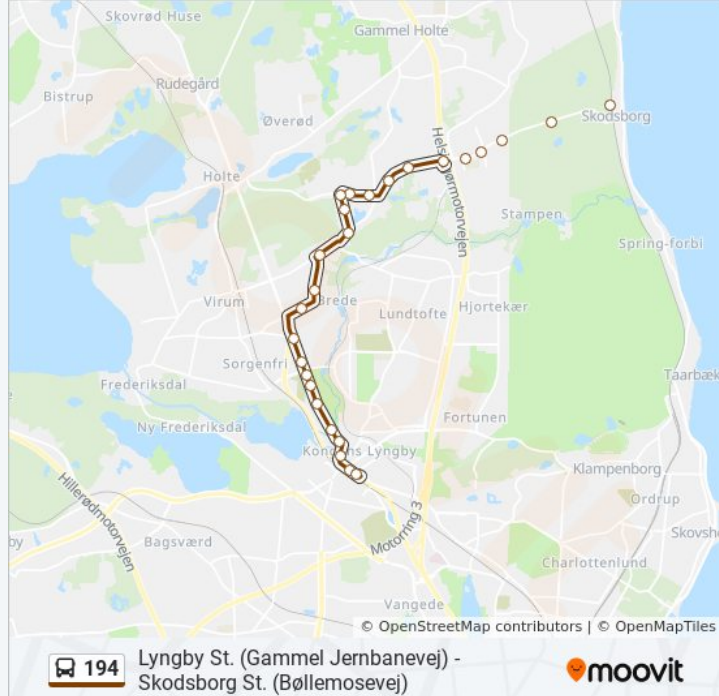 Skovrød Huse
Gammel Holte
Rudegård
Bistrup
Skodsborg
Øverød
Holte
Helsingørmotorvejen
Stampen
Spring-forbi
Virum
Brede
Lundtofte
Hjortekær
Sorgenfri
Frederiksdal
Taarbæk
Fortunen
Ny Frederiksdal
Kongens Lyngby
Klampenborg
Ordrup
Hillerødmotorvejen
Skovsh
by
Bagsværd
Motorring 3
Charlottenlund
Vangede
© OpenStreetMap contributors | © OpenMapTiles
194
Lyngby St. (Gammel Jernbanevej) -
Skodsborg St. (Bøllemosevej)
moovit